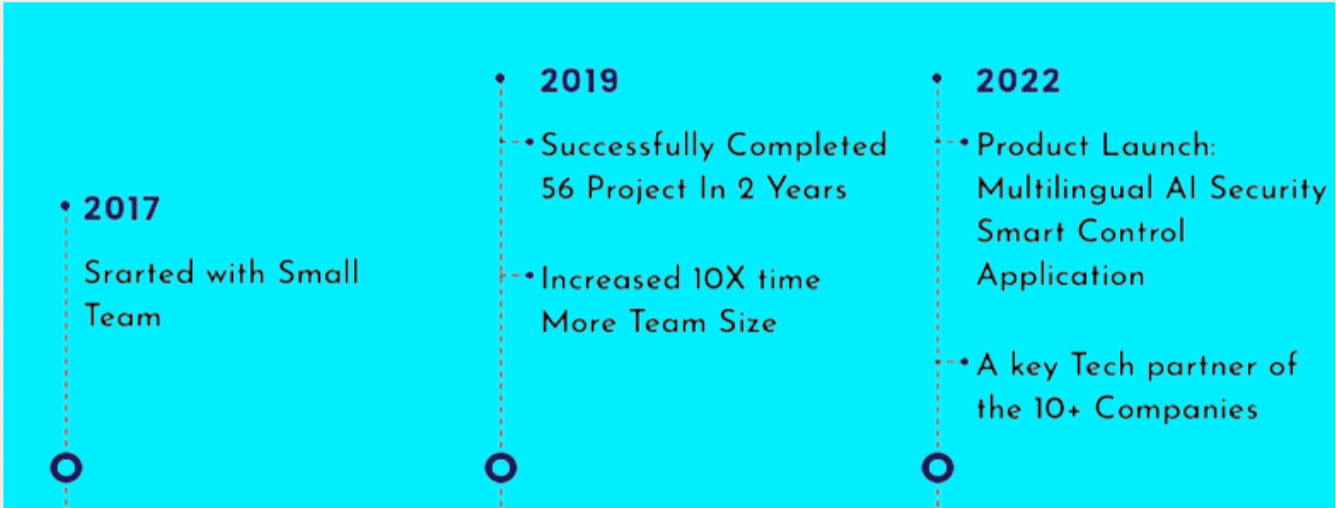 2017
Srarted with Small
Team
2019
Successfully Completed
56 Project In 2 Years
Increased 10X time
More Team Size
2022
Product Launch:
Multilingual AI Security
Smart Control
Application
A key Tech partner of
the 10+ Companies